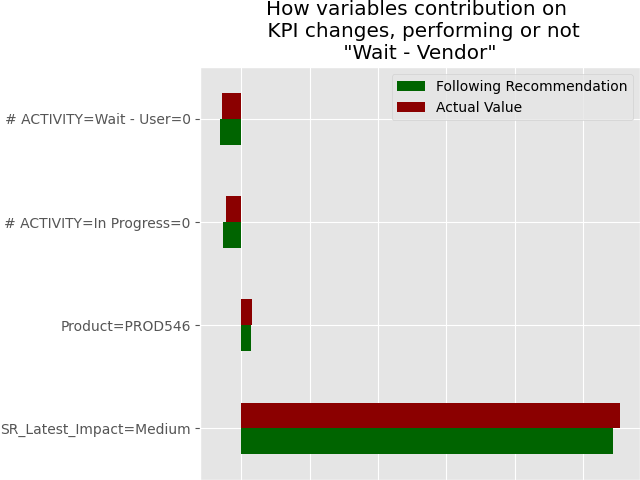 How variables contribution on
KPI changes, performing or not
"Wait - Vendor"
Following Recommendation
Actual Value
# ACTIVITY=Wait - User=0
# ACTIVITY=In Progress=0
Product=PROD546
SR_Latest_Impact=Medium